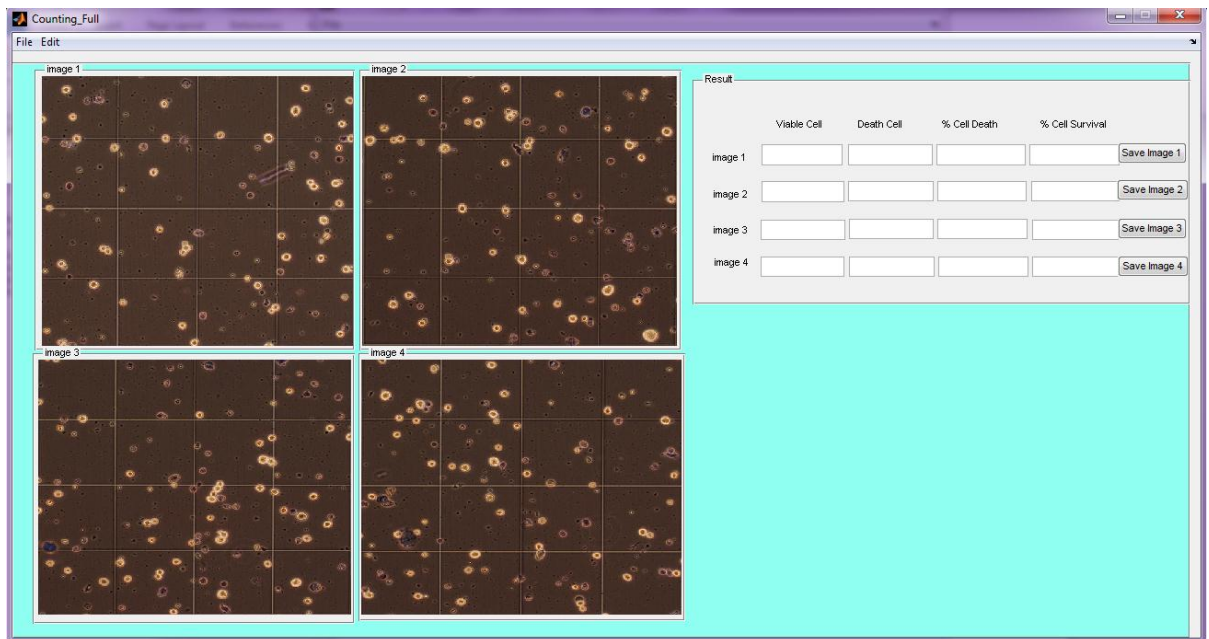 Counting_Full
File Edit
image 1
image 2
image 3
image 4
Result
Viable Cell Death Cell % Cell Death % Cell Survival
image 1 Save Image 1
image 2 Save Image 2
image 3 Save Image 3
image 4 Save Image 4